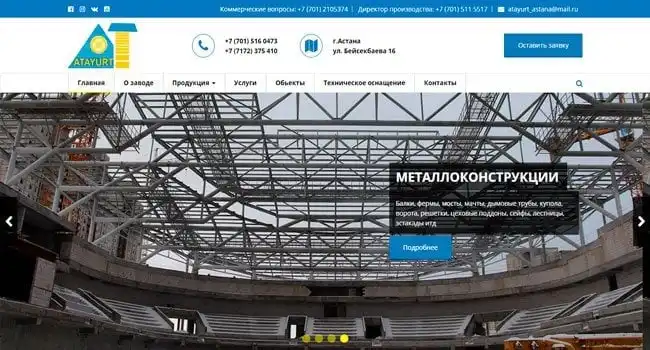 Коммерческие вопросы: +7 (701) 2105374 | Директор производства: +7 (701) 511 5517 | atayurt_astana@mail.ru
ATAYURT
+7 (701) 516 0473
+7 (7172) 375 410
г.Астана
ул. Бейсекбаева 16
Оставить заявку
Главная О заводе Продукция Услуги Объекты Техническое оснащение Контакты
МЕТАЛЛОКОНСТРУКЦИИ
Балки, фермы, мосты, мачты, дымовые трубы, купола,
ворота, решетки, цеховые поддоны, сейфы, лестницы,
эстакады итд
Подробнее